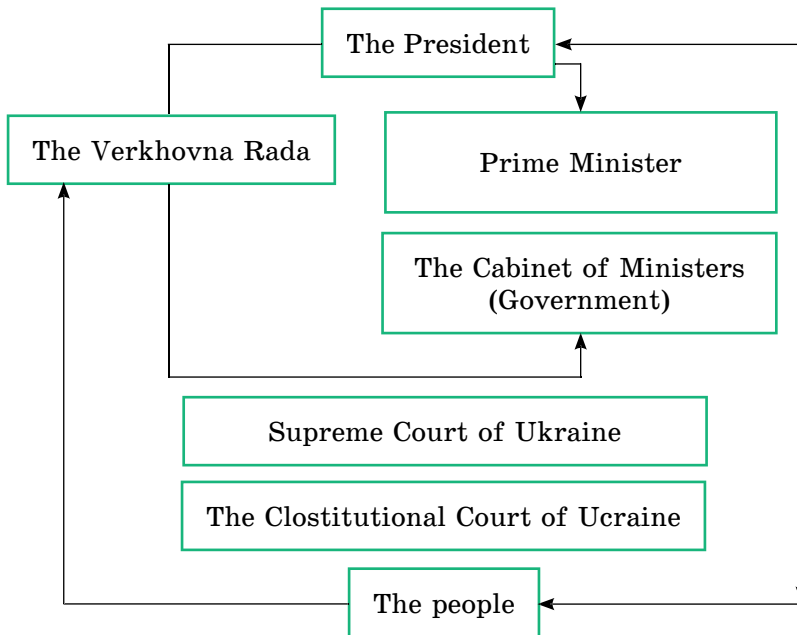 The President
The Verkhovna Rada
Prime Minister
The Cabinet of Ministers
(Government)
Supreme Court of Ukraine
The Clostitutional Court of Ucraine
The people